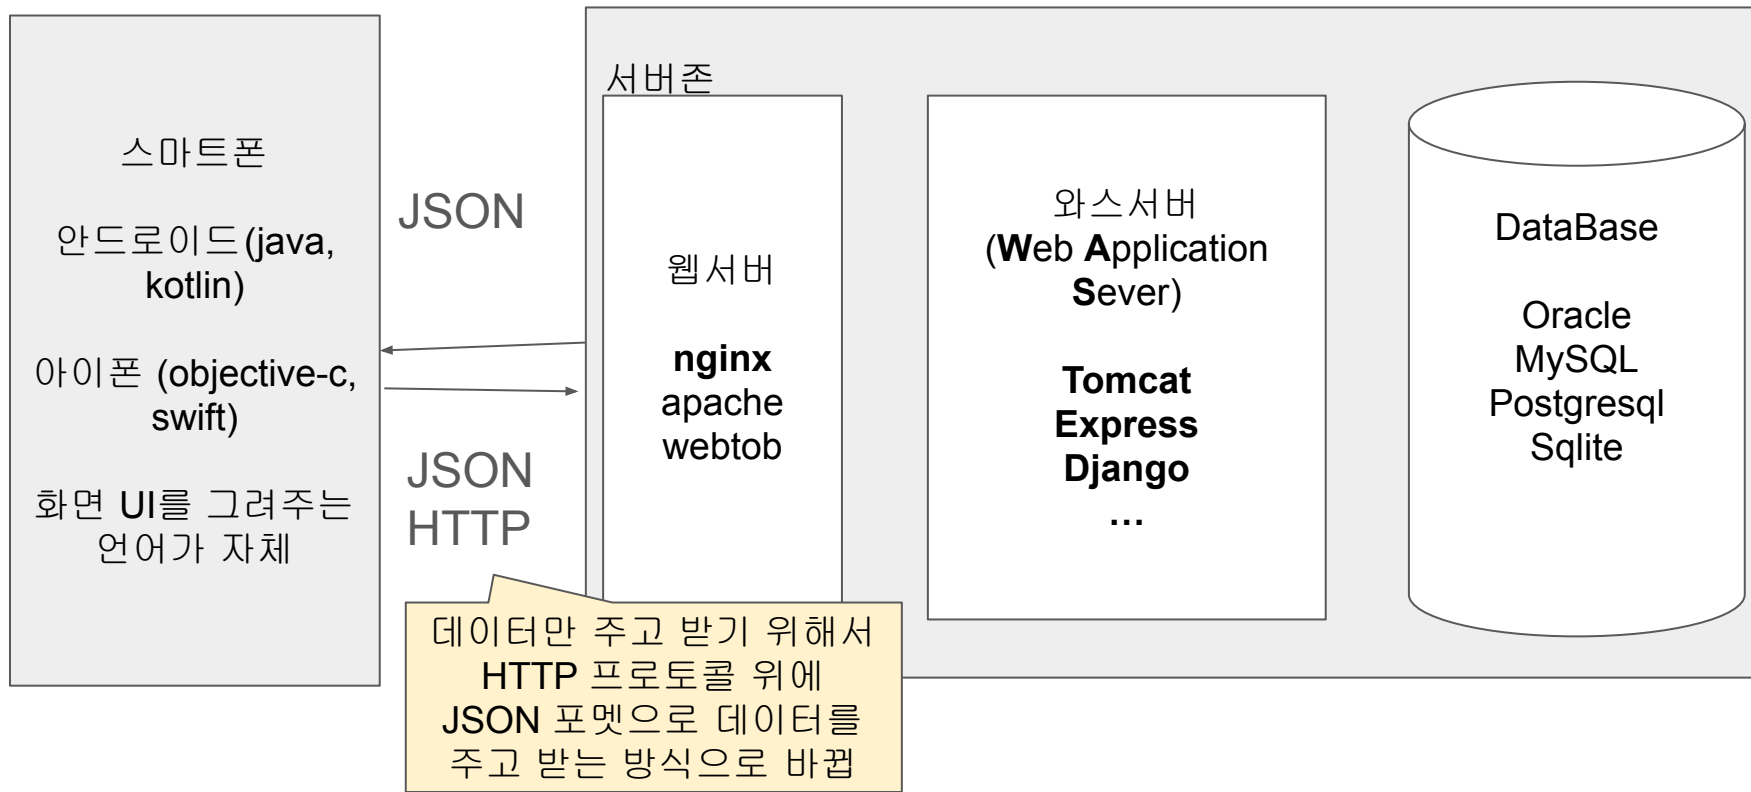 스마트폰
안드로이드(java,
kotlin)
아이폰 (objective-c,
swift)
화면 UI를 그려주는
언어가 자체
JSON
JSON
HTTP
데이터만 주고 받기 위해서
HTTP 프로토콜 위에
JSON 포멧으로 데이터를
주고 받는 방식으로 바뀝
서버존
웹서버
nginx
apache
webtob
와스서버
(Web Application
Sever)
Tomcat
Express
Django
…
DataBase
Oracle
MySQL
Postgresql
Sqlite